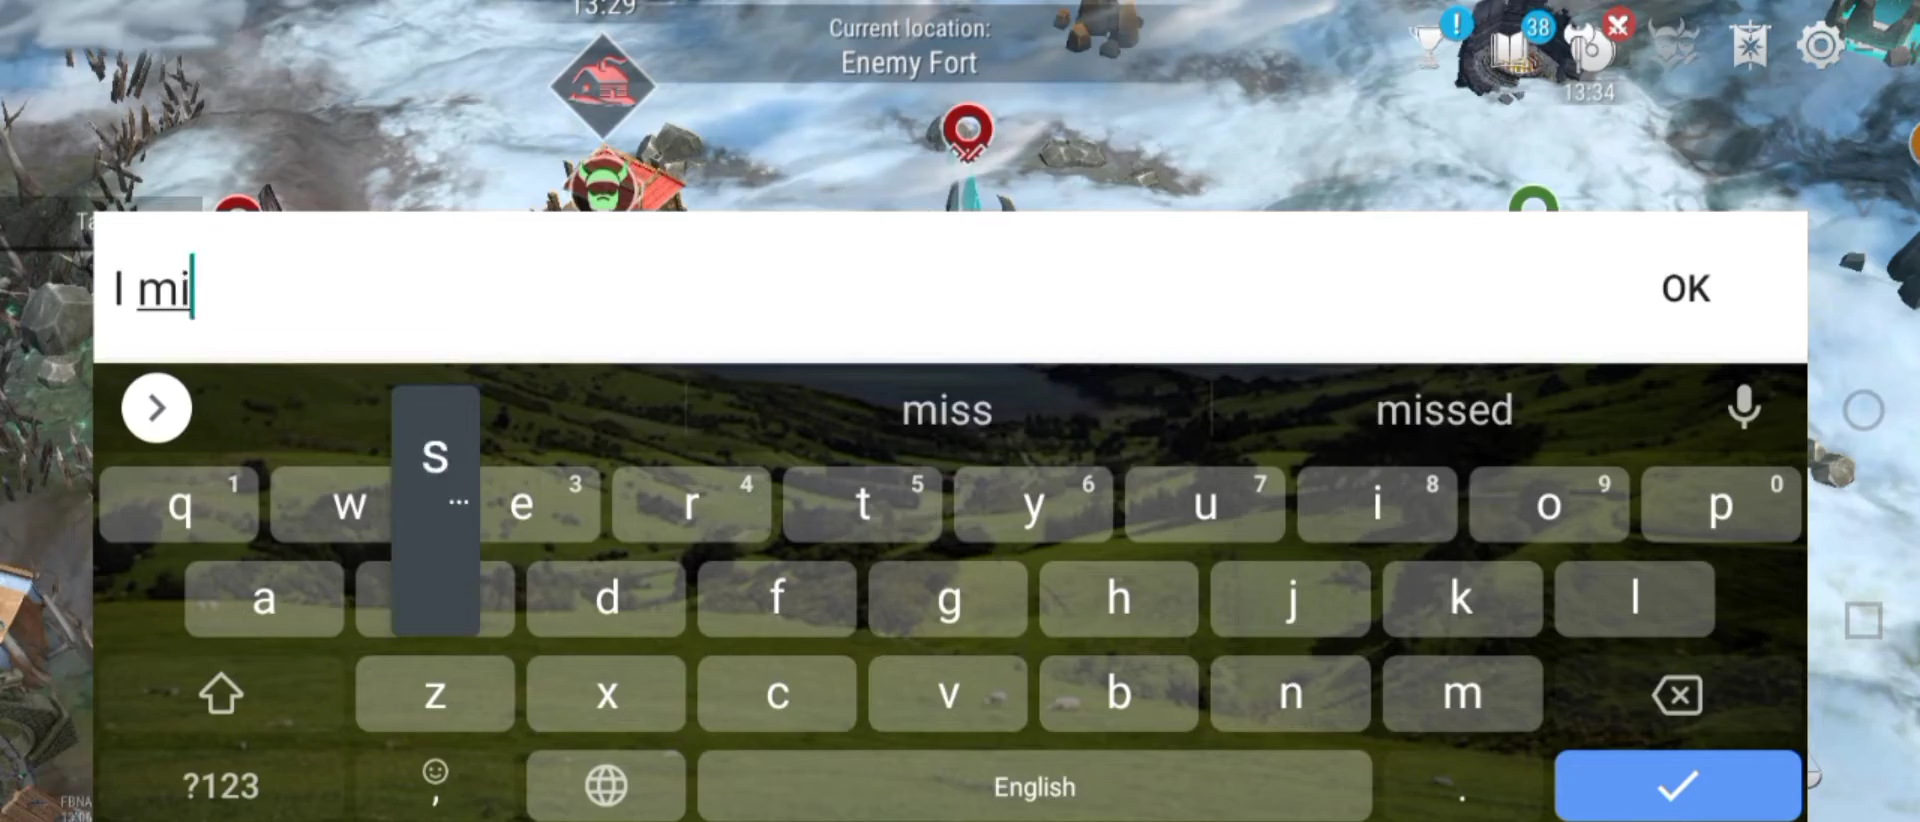 13:29
Current location:
Enemy Fort
!
38
13:34
I mi
OK
miss
missed
s
...
q 1
w
e 3
r 4
t 5
y 6
u 7
i 8
o 9
p 0
a
d
f
g
h
j
k
l
z
x
c
v
b
n
m
?123
,
English
.
FBNA